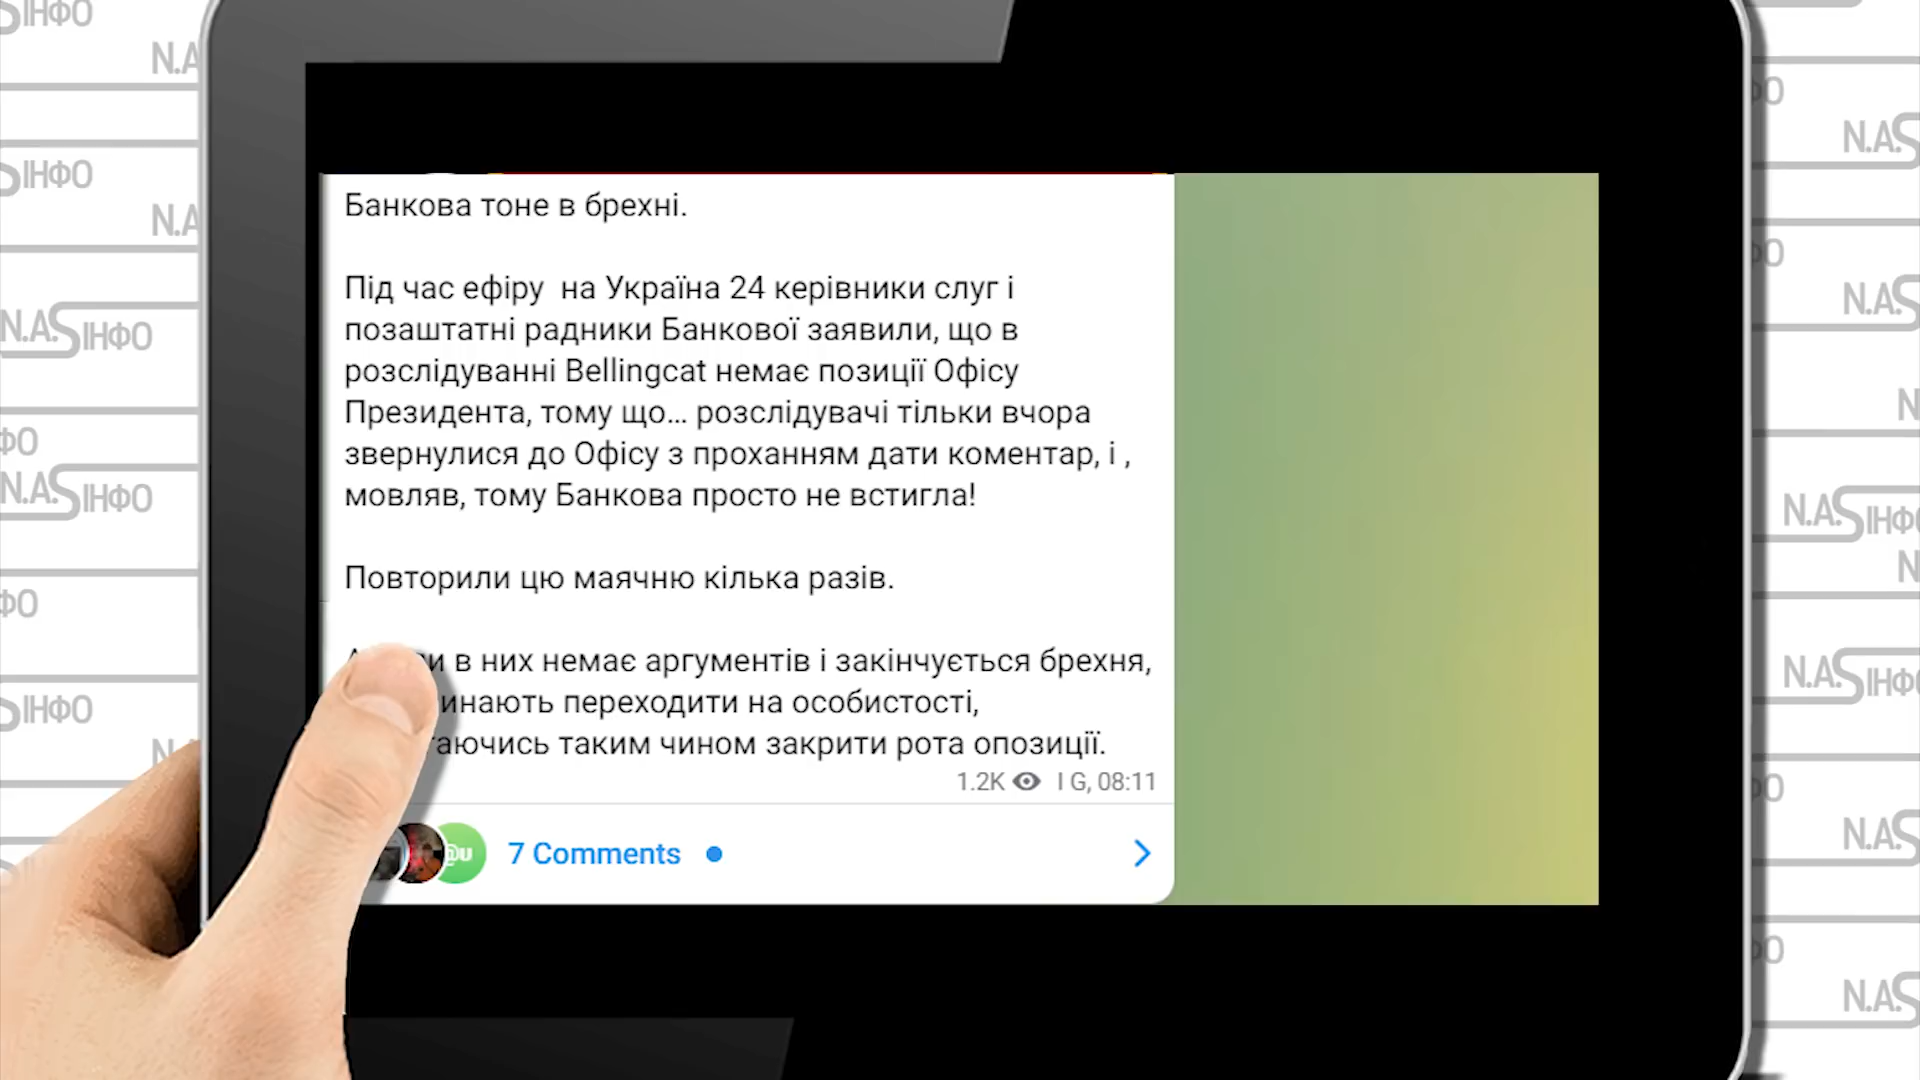 Банкова тоне в брехні.
Під час ефіру на Україна 24 керівники слуг і
позаштатні радники Банкової заявили, що в
розслідуванні Bellingcat немає позиції Офісу
Президента, тому що... розслідувачі тільки вчора
звернулися до Офісу з проханням дати коментар, і ,
мовляв, тому Банкова просто не встигла!
Повторили цю маячню кілька разів.
в них немає аргументів і закінчується брехня,
переходити на особистості,
таким чином закрити рота опозиції.
1.2K I G, 08:11
@U
7 Comments
N.A.SІНФО
N.A.SІНФО